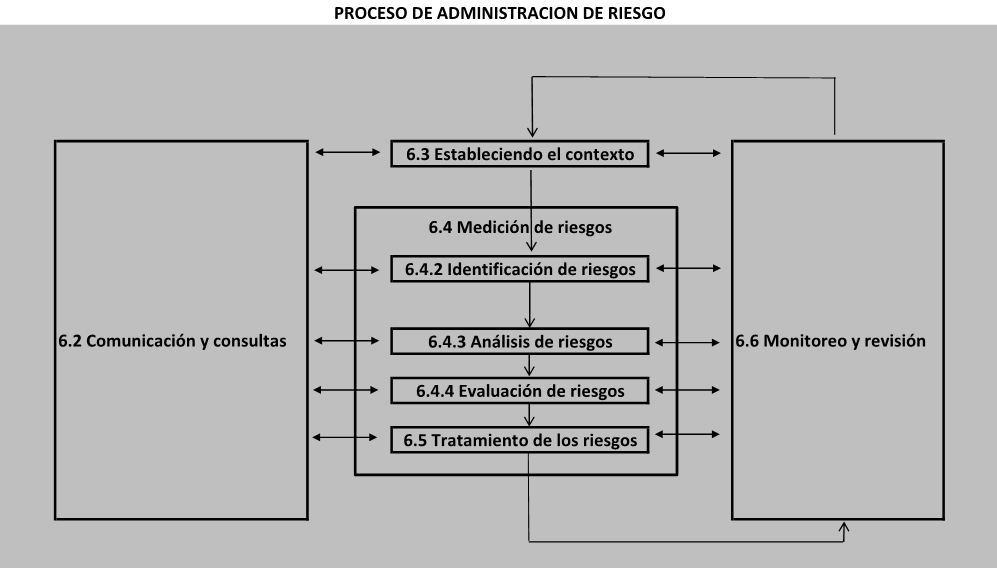 PROCESO DE ADMINISTRACION DE RIESGO
6.3 Estableciendo el contexto
6.4 Medición de riesgos
6.4.2 Identificación de riesgos
6.2 Comunicación y consultas
6.4.3 Análisis de riesgos
6.6 Monitoreo y revisión
6.4.4 Evaluación de riesgos
6.5 Tratamiento de los riesgos